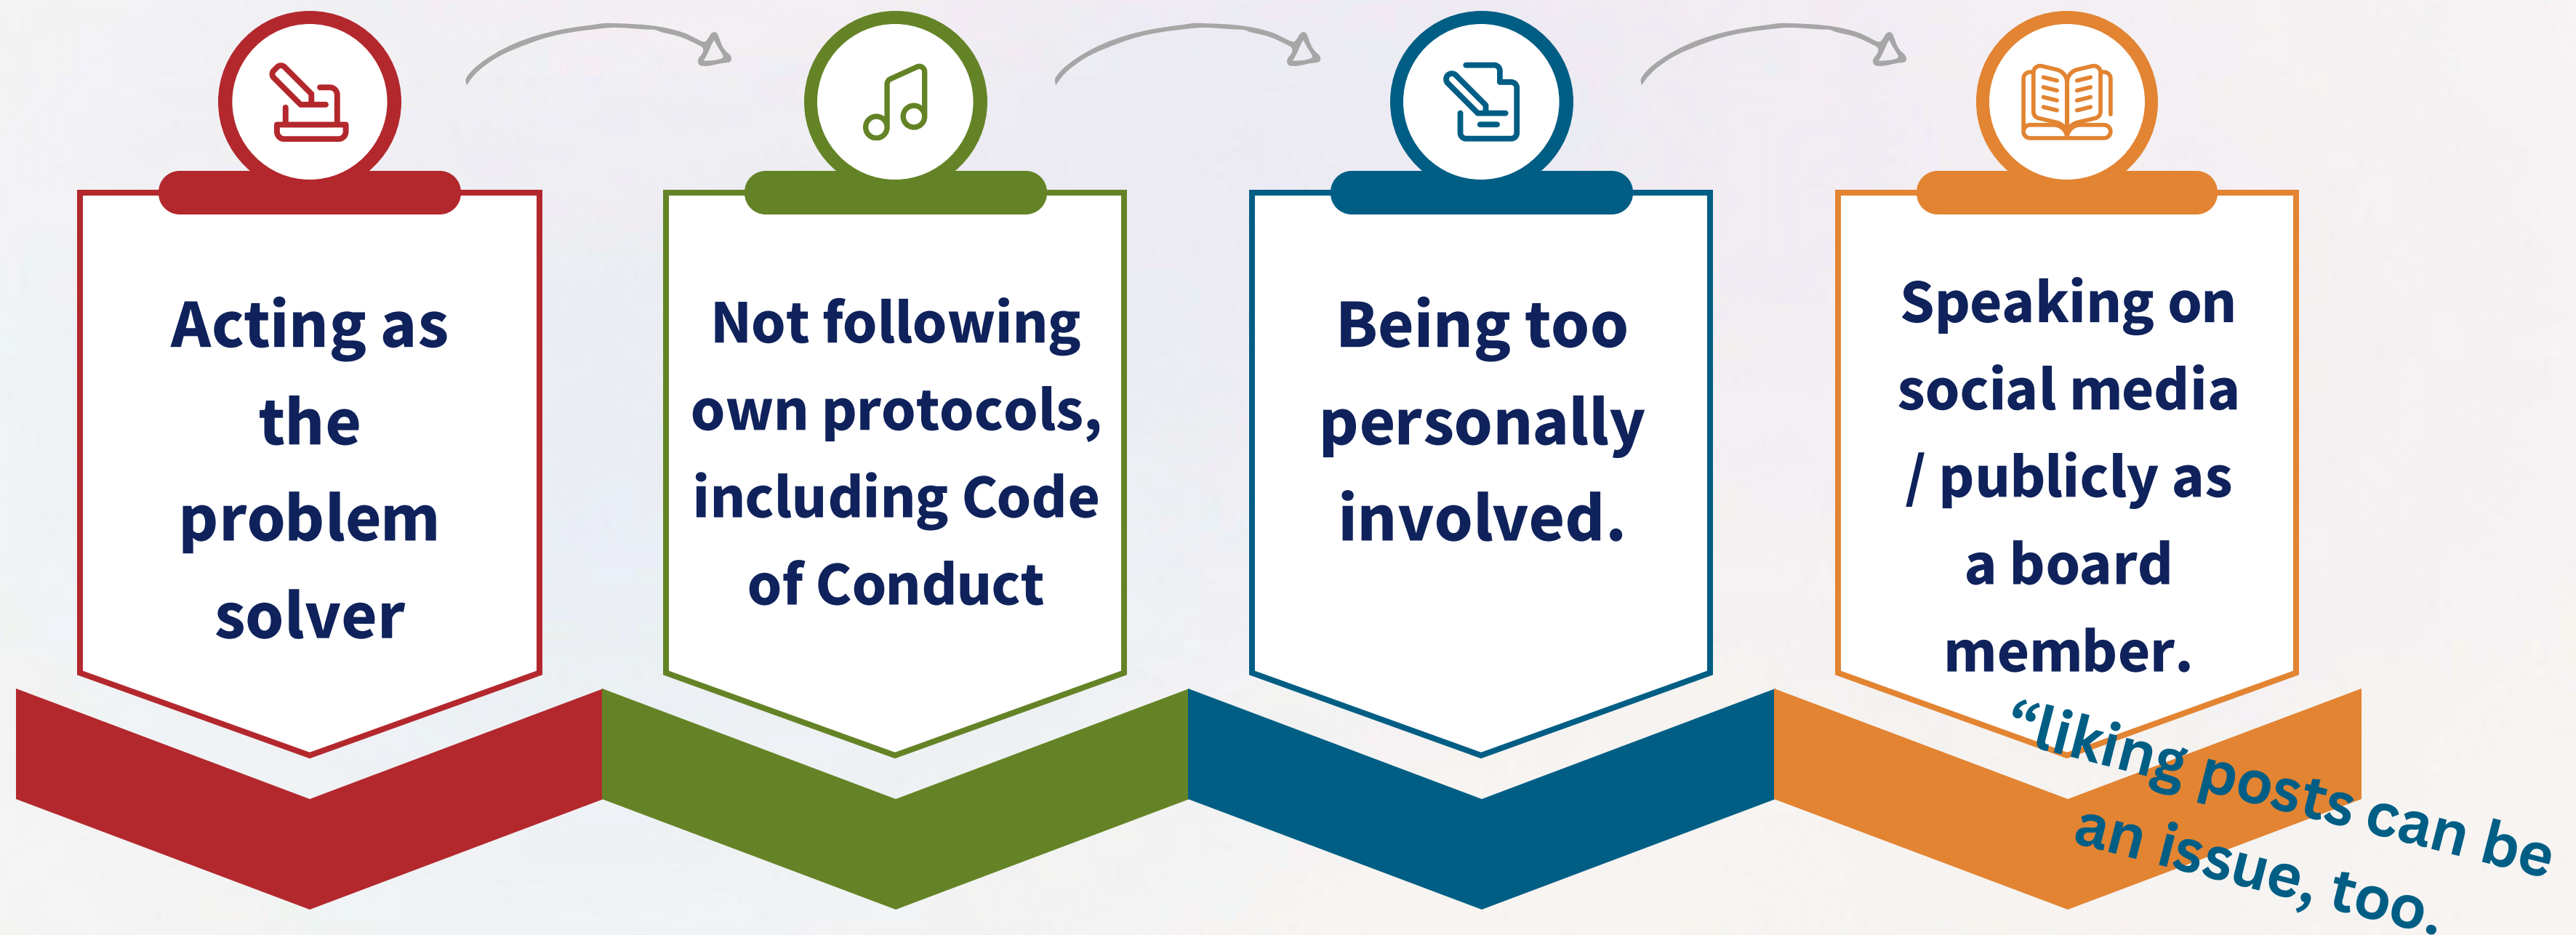 Acting as
the
problem
solver
Not following
own protocols,
including Code
of Conduct
Being too
personally
involved.
Speaking on
social media
/ publicly as
a board
member.
“liking posts can be
an issue, too.